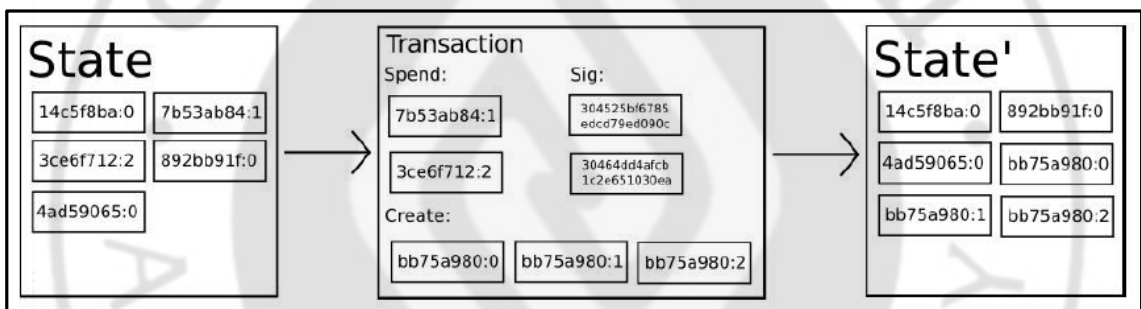 State
14c5f8ba:0 7b53ab84:1
3ce6f712:2 892bb91f:0
4ad59065:0
Transaction
Spend: Sig:
7b53ab84:1
304525bf6785
edcd79ed090c
3ce6f712:2
30464dd4afcb
1c2e651030ea
Create:
bb75a980:0 bb75a980:1 bb75a980:2
State'
14c5f8ba:0 892bb91f:0
4ad59065:0 bb75a980:0
bb75a980:1 bb75a980:2